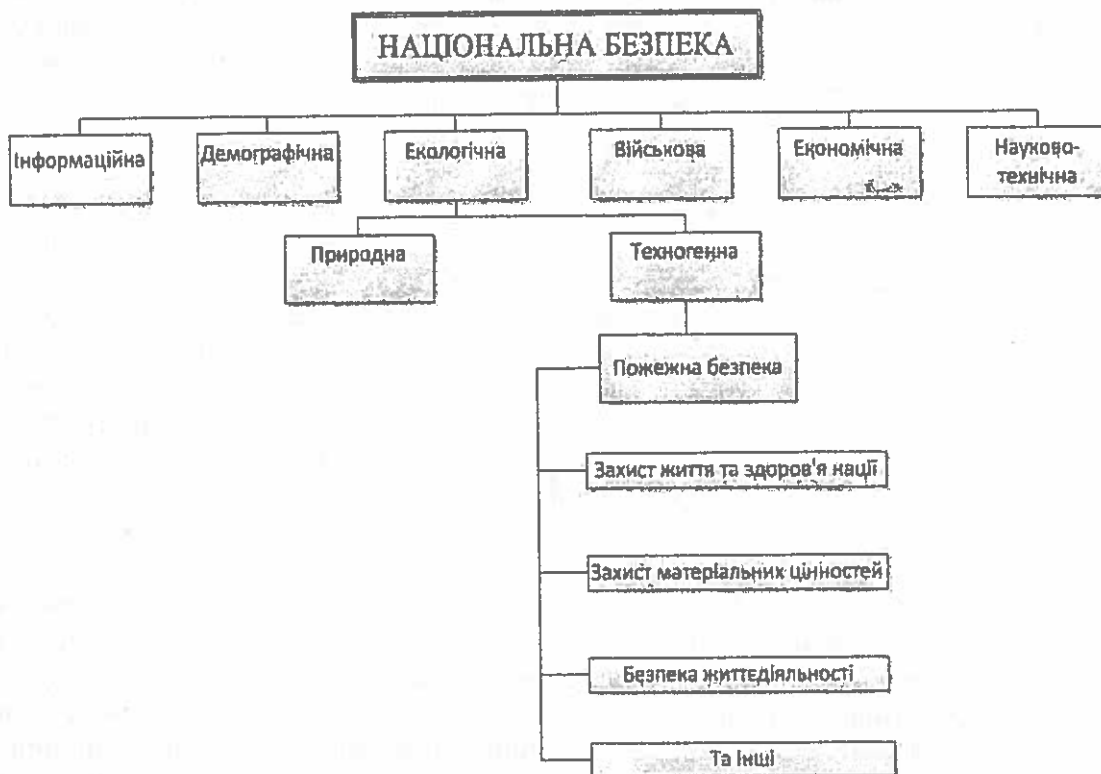 НАЦІОНАЛЬНА БЕЗПЕКА
Інформаційна
Демографічна
Екологічна
Військова
Економічна
Науково-
технічна
Природна
Техногенна
Пожежна безпека
Захист життя та здоров'я нації
Захист матеріальних цінностей
Безпека життєдіяльності
Та інші